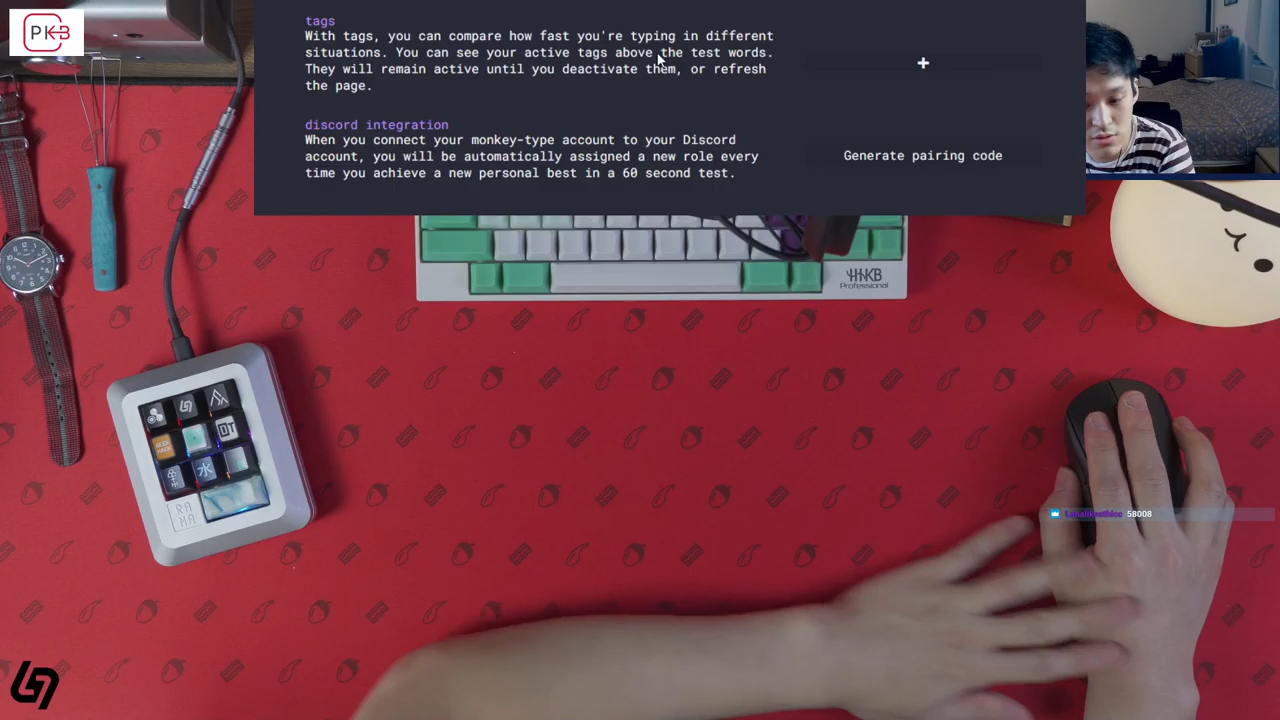 PKB
tags
With tags, you can compare how fast you're typing in different
situations. You can see your active tags above the test words.
They will remain active until you deactivate them, or refresh
the page.
+
discord integration
When you connect your monkey-type account to your Discord
account, you will be automatically assigned a new role every
time you achieve a new personal best in a 60 second test.
Generate pairing code
HHKB
Professional
DT
水
RA
MA
58008